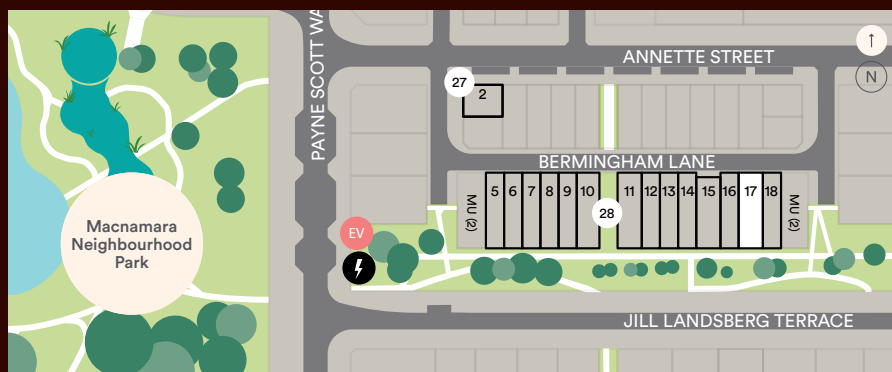 PAYNE SCOTT WA
ANNETTE STREET
↑
N
27
2
BERMINGHAM LANE
MU (2)
5
6
7
8
9
10
28
11
12
13
14
15
16
17
18
MU (2)
Macnamara
Neighbourhood
Park
EV
JILL LANDSBERG TERRACE